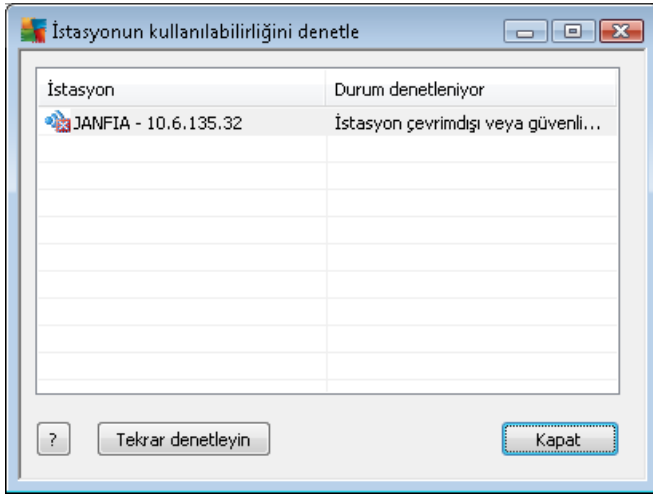 İstasyonun kullanılabilirliğini denetle
İstasyon Durum denetleniyor
JANFIA - 10.6.135.32 İstasyon çevrimdışı veya güvenli...
? Tekrar denetleyin Kapat